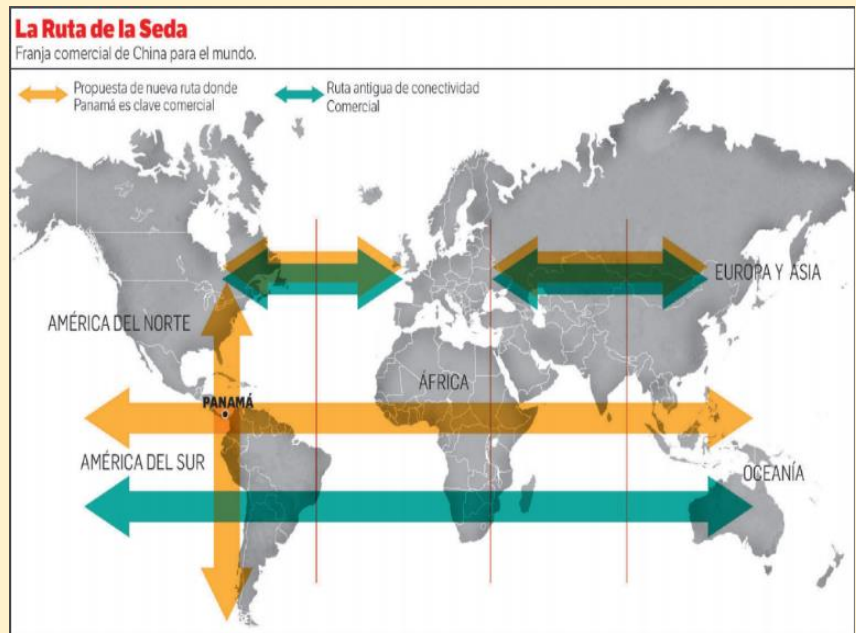 La Ruta de la Seda
Franja comercial de China para el mundo.
Propuesta de nueva ruta donde
Panamá es clave comercial
Ruta antigua de conectividad
Comercial
EUROPA Y ASIA
AMÉRICA DEL NORTE
ÁFRICA
PANAMÁ
AMÉRICA DEL SUR
OCEANÍA